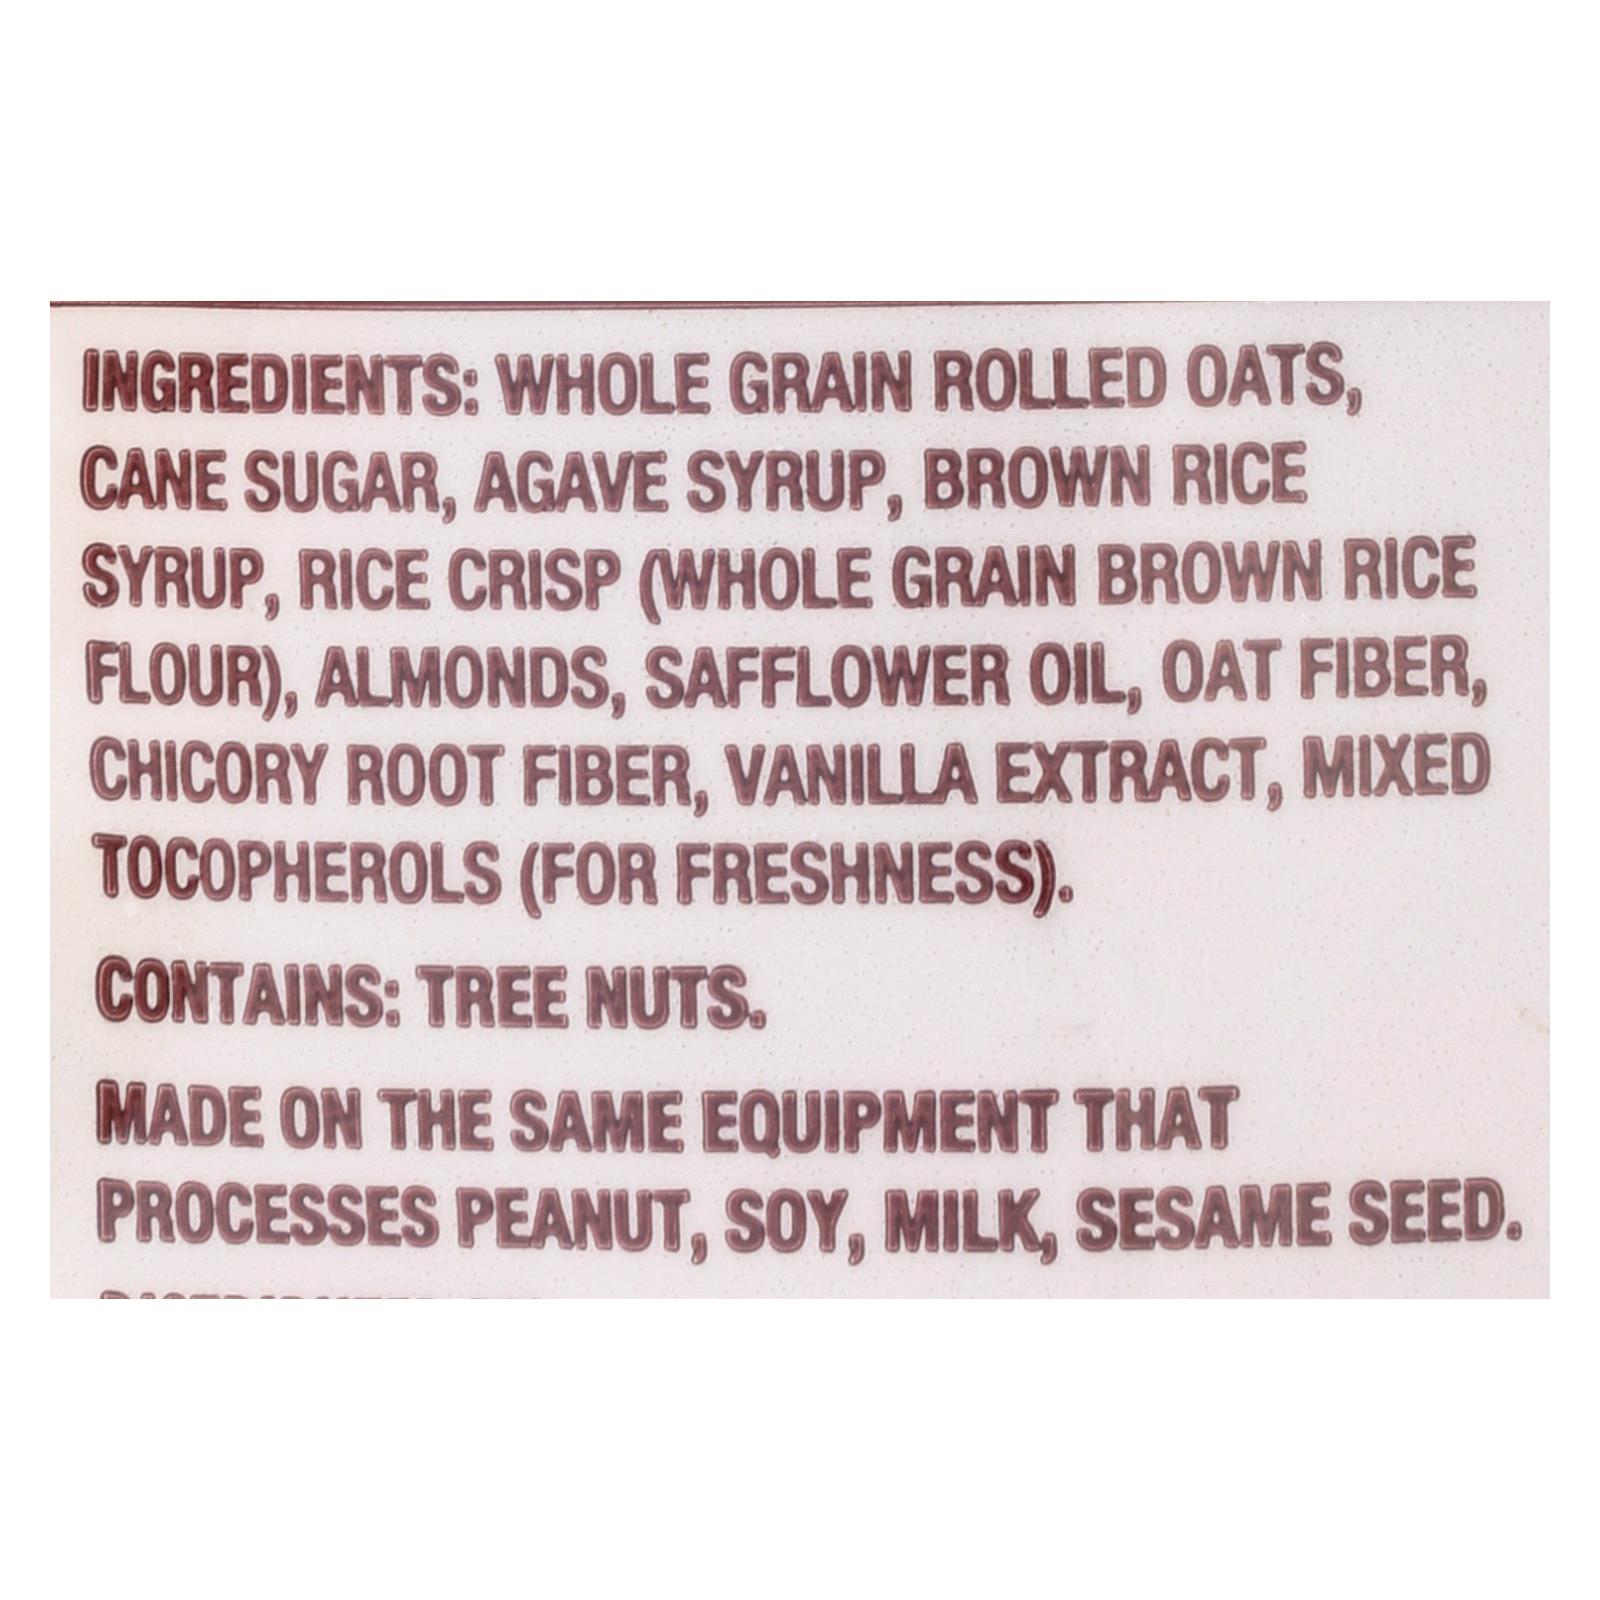 INGREDIENTS: WHOLE GRAIN ROLLED OATS,
CANE SUGAR, AGAVE SYRUP, BROWN RICE
SYRUP, RICE CRISP (WHOLE GRAIN BROWN RICE
FLOUR), ALMONDS, SAFFLOWER OIL, OAT FIBER,
CHICORY ROOT FIBER, VANILLA EXTRACT, MIXED
TOCOPHEROLS (FOR FRESHNESS).
CONTAINS: TREE NUTS.
MADE ON THE SAME EQUIPMENT THAT
PROCESSES PEANUT, SOY, MILK, SESAME SEED.